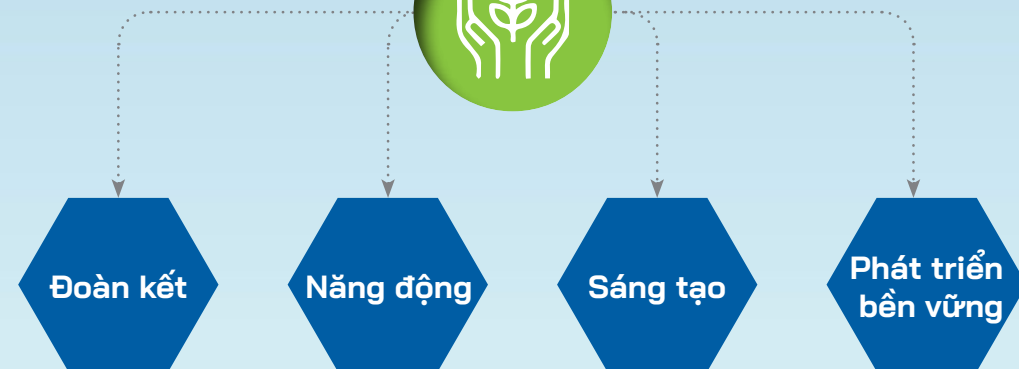 Đoàn kết
Năng động
Sáng tạo
Phát triển
bền vững